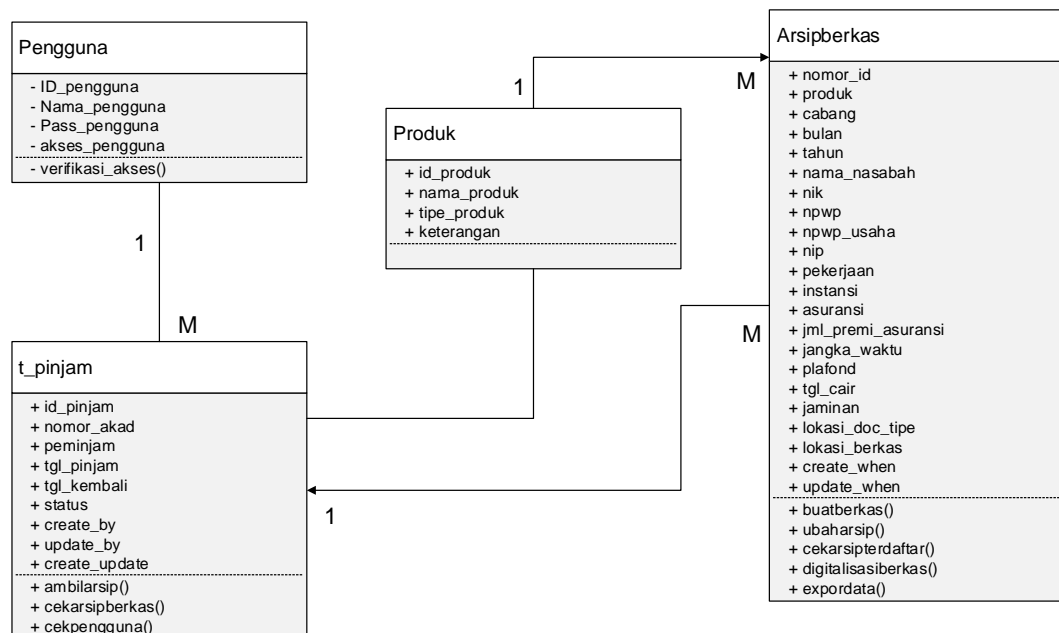 Pengguna
- ID_pengguna
- Nama_pengguna
- Pass_pengguna
- akses_pengguna
- verifikasi_akses()
1
M
t_pinjam
+ id_pinjam
+ nomor_akad
+ peminjam
+ tgl_pinjam
+ tgl_kembali
+ status
+ create_by
+ update_by
+ create_update
+ ambilarsip()
+ cekarsipberkas()
+ cekpengguna()
1
Produk
+ id_produk
+ nama_produk
+ tipe_produk
+ keterangan
1
M
Arsipberkas
+ nomor_id
+ produk
+ cabang
+ bulan
+ tahun
+ nama_nasabah
+ nik
+ npwp
+ npwp_usaha
+ nip
+ pekerjaan
+ instansi
+ asuransi
+ jml_premi_asuransi
+ jangka_waktu
+ plafond
+ tgl_cair
+ jaminan
+ lokasi_doc_tipe
+ lokasi_berkas
+ create_when
+ update_when
+ buatberkas()
+ ubaharsip()
+ cekarsipterdaftar()
+ digitalisasiberkas()
+ expordata()
M